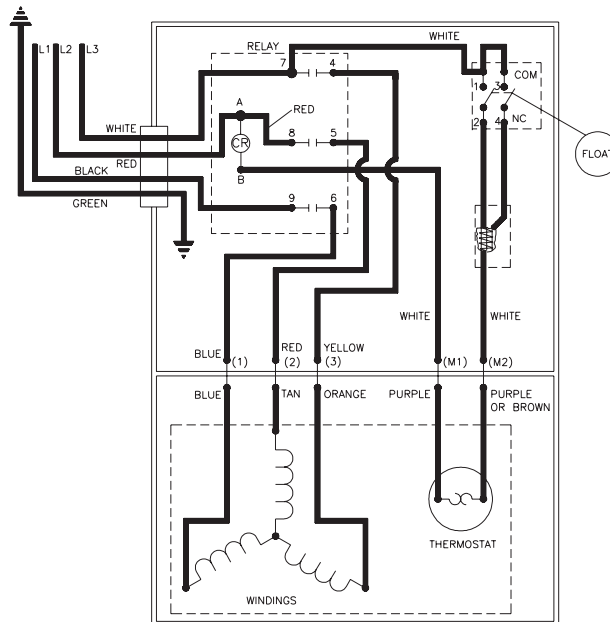 L1 L2 L3
WHITE
RELAY
7 4
COM
1 3
A
RED
CR
8 5
2 4 NC
FLOAT
WHITE
RED
B
BLACK
GREEN
9 6
WHITE
WHITE
BLUE (1)
RED (2)
YELLOW (3)
(M1)
(M2)
BLUE
TAN
ORANGE
PURPLE
PURPLE
OR BROWN
THERMOSTAT
WINDINGS